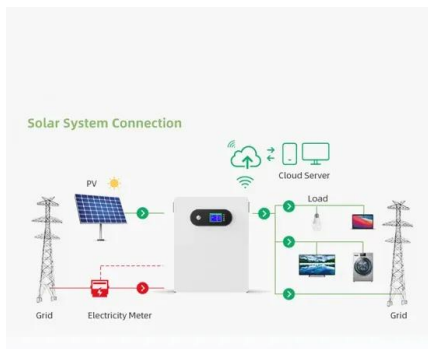 Solar System Connection
Cloud Server
PV
Load
Grid
Electricity Meter
Grid